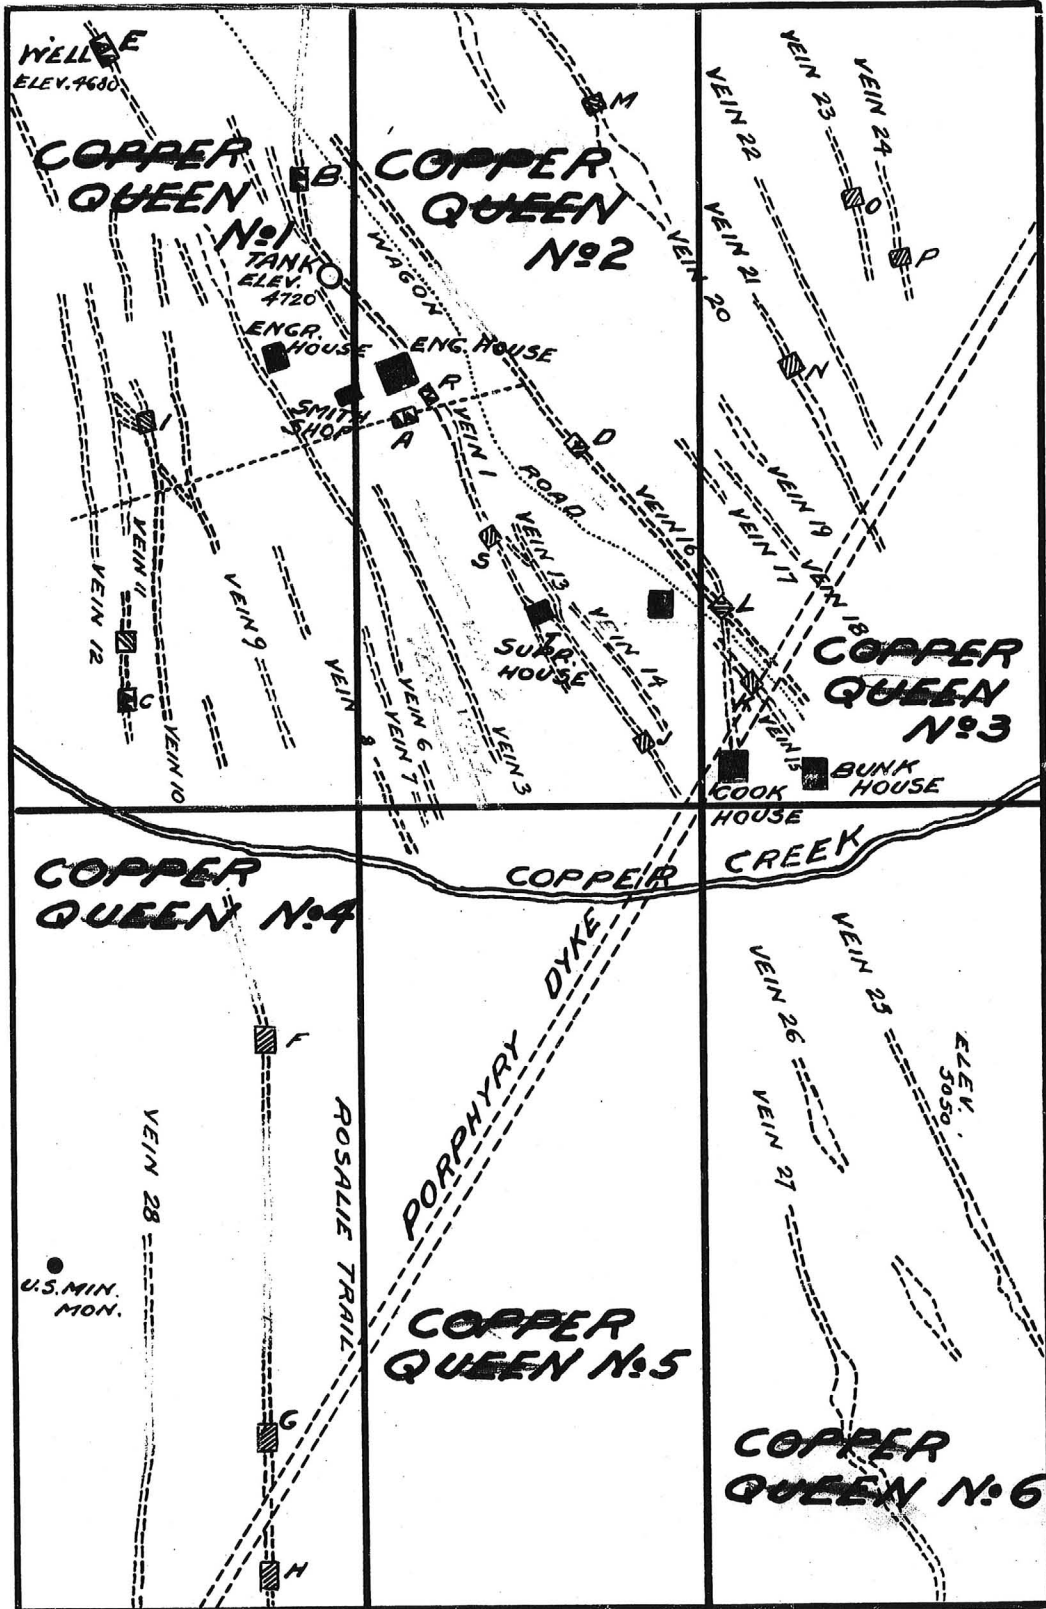 WELL E
ELEV. 4680
COPPER
QUEEN
No1
B
TANK
ELEV.
4720
ENGR.
HOUSE
ENG. HOUSE
SMITH
SHOP
A
R
VEIN 1
I
C
VEIN 12
VEIN 11
VEIN 10
VEIN 9
VEIN
8
VEIN 7
VEIN 6
VEIN 3
COPPER
QUEEN
No2
M
WAGON
ROAD
D
S
VEIN 13
VEIN 14
VEIN 16
SUPR.
HOUSE
J
VEIN 20
VEIN 21
VEIN 22
VEIN 23
VEIN 24
O
P
N
VEIN 19
VEIN 17
VEIN 18
L
K
VEIN 15
COPPER
QUEEN
No3
COOK
HOUSE
BUNK
HOUSE
COPPER CREEK
COPPER
QUEEN No4
F
G
H
VEIN 28
ROSALIE TRAIL
U.S. MIN.
MON.
PORPHYRY DYKE
COPPER
QUEEN No5
VEIN 25
VEIN 26
VEIN 27
ELEV.
5050.
COPPER
QUEEN No6